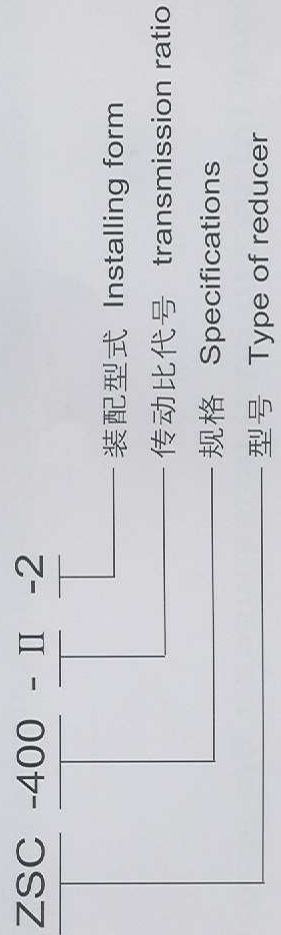 ZSC -400 - II -2
装配型式 Installing form
传动比代号 transmission ratio
规格 Specifications
型号 Type of reducer